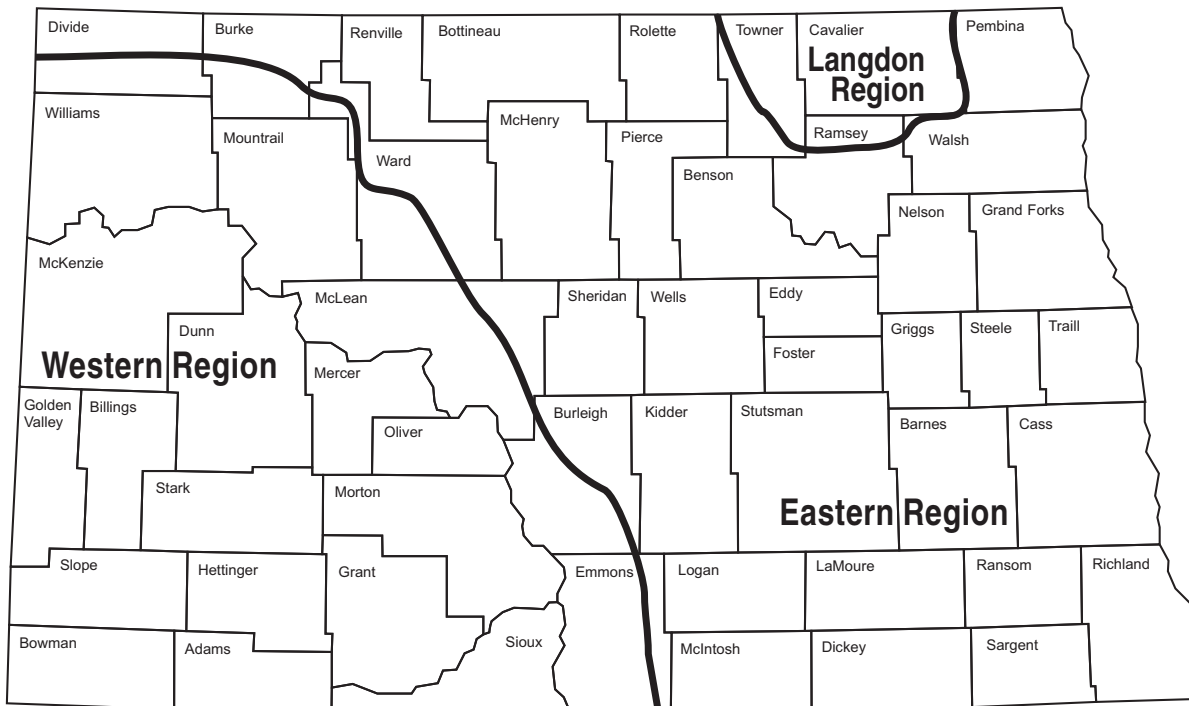 Divide
Burke
Renville
Bottineau
Rolette
Towner
Cavalier
Pembina
Langdon
Region
Williams
Mountrail
McHenry
Pierce
Ramsey
Walsh
Ward
Benson
Nelson
Grand Forks
McKenzie
McLean
Sheridan
Wells
Eddy
Dunn
Griggs
Steele
Traill
Foster
Western Region
Mercer
Golden
Valley
Billings
Burleigh
Kidder
Stutsman
Oliver
Barnes
Cass
Stark
Morton
Eastern Region
Slope
Hettinger
Grant
Emmons
Logan
LaMoure
Ransom
Richland
Bowman
Adams
Sioux
McIntosh
Dickey
Sargent